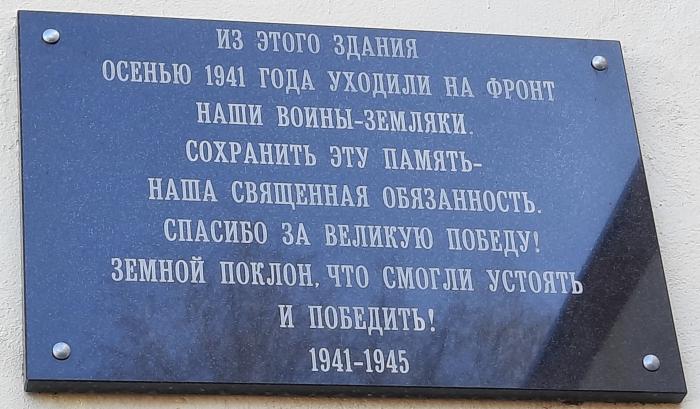 ИЗ ЭТОГО ЗДАНИЯ
ОСЕНЬЮ 1941 ГОДА УХОДИЛИ НА ФРОНТ
НАШИ ВОИНЫ-ЗЕМЛЯКИ.
СОХРАНИТЬ ЭТУ ПАМЯТЬ-
НАША СВЯЩЕННАЯ ОБЯЗАННОСТЬ.
СПАСИБО ЗА ВЕЛИКУЮ ПОБЕДУ!
ЗЕМНОЙ ПОКЛОН, ЧТО СМОГЛИ УСТОЯТЬ
И ПОБЕДИТЬ!
1941-1945